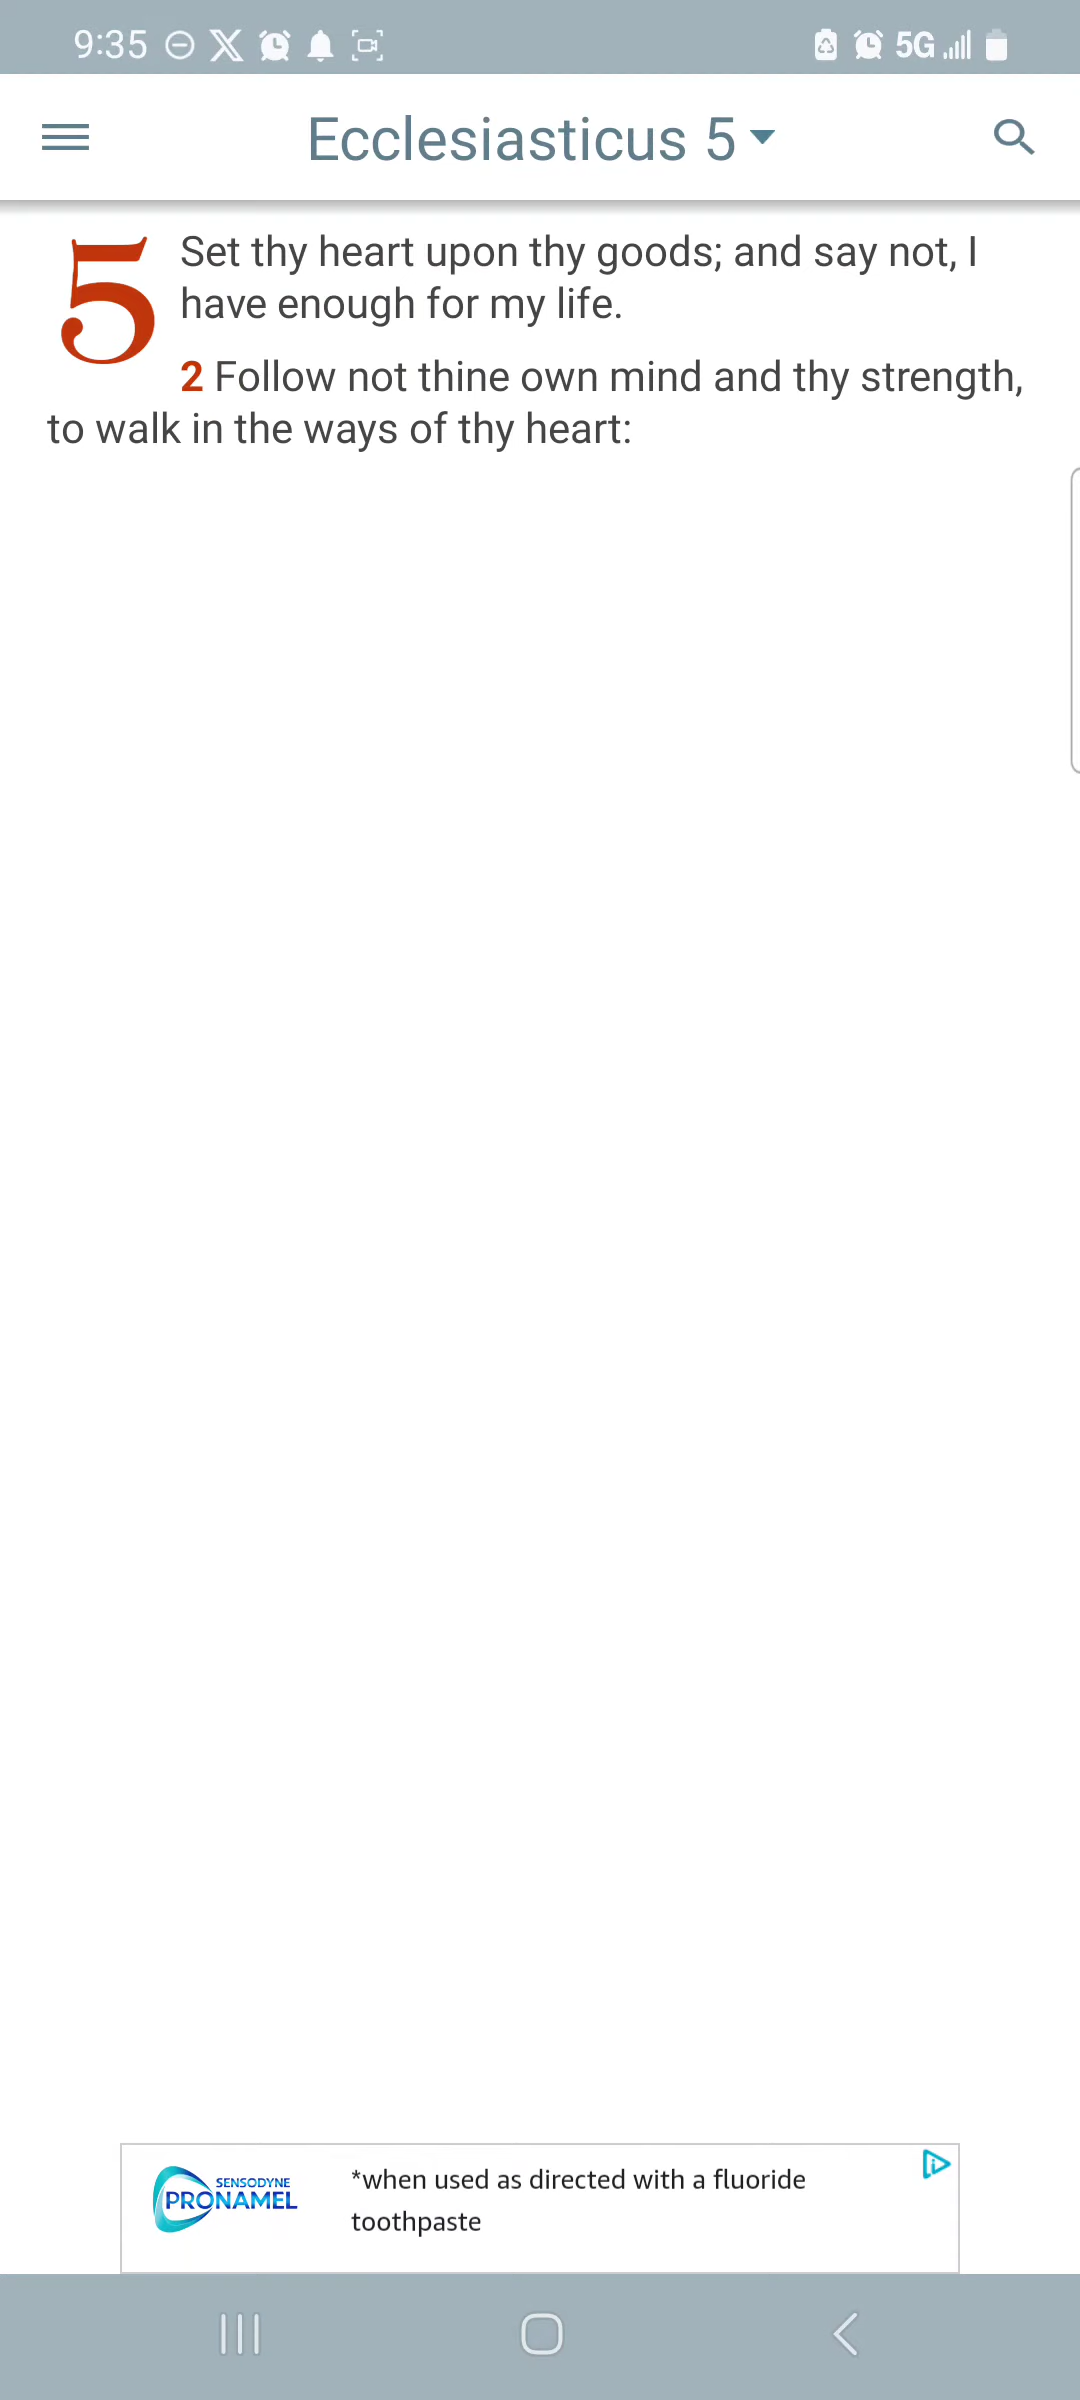 9:35
5G
Ecclesiasticus 5
5 Set thy heart upon thy goods; and say not, I
have enough for my life.
2 Follow not thine own mind and thy strength,
to walk in the ways of thy heart:
SENSODYNE
PRONAMEL
*when used as directed with a fluoride
toothpaste